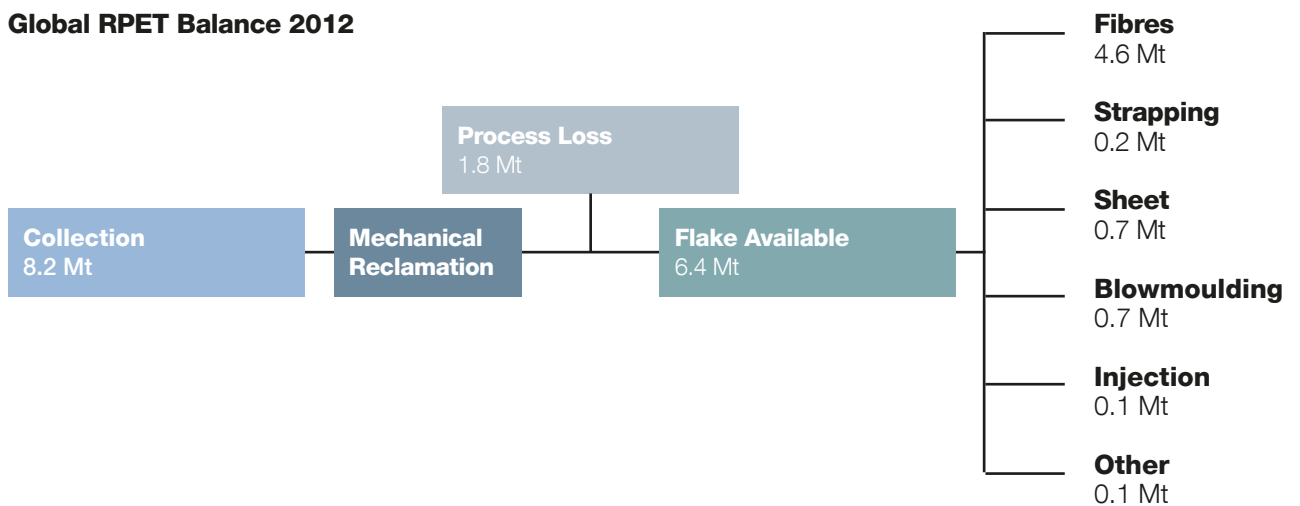 Global RPET Balance 2012
Process Loss
1.8 Mt
Collection
8.2 Mt
Mechanical
Reclamation
Flake Available
6.4 Mt
Fibres
4.6 Mt
Strapping
0.2 Mt
Sheet
0.7 Mt
Blowmoulding
0.7 Mt
Injection
0.1 Mt
Other
0.1 Mt